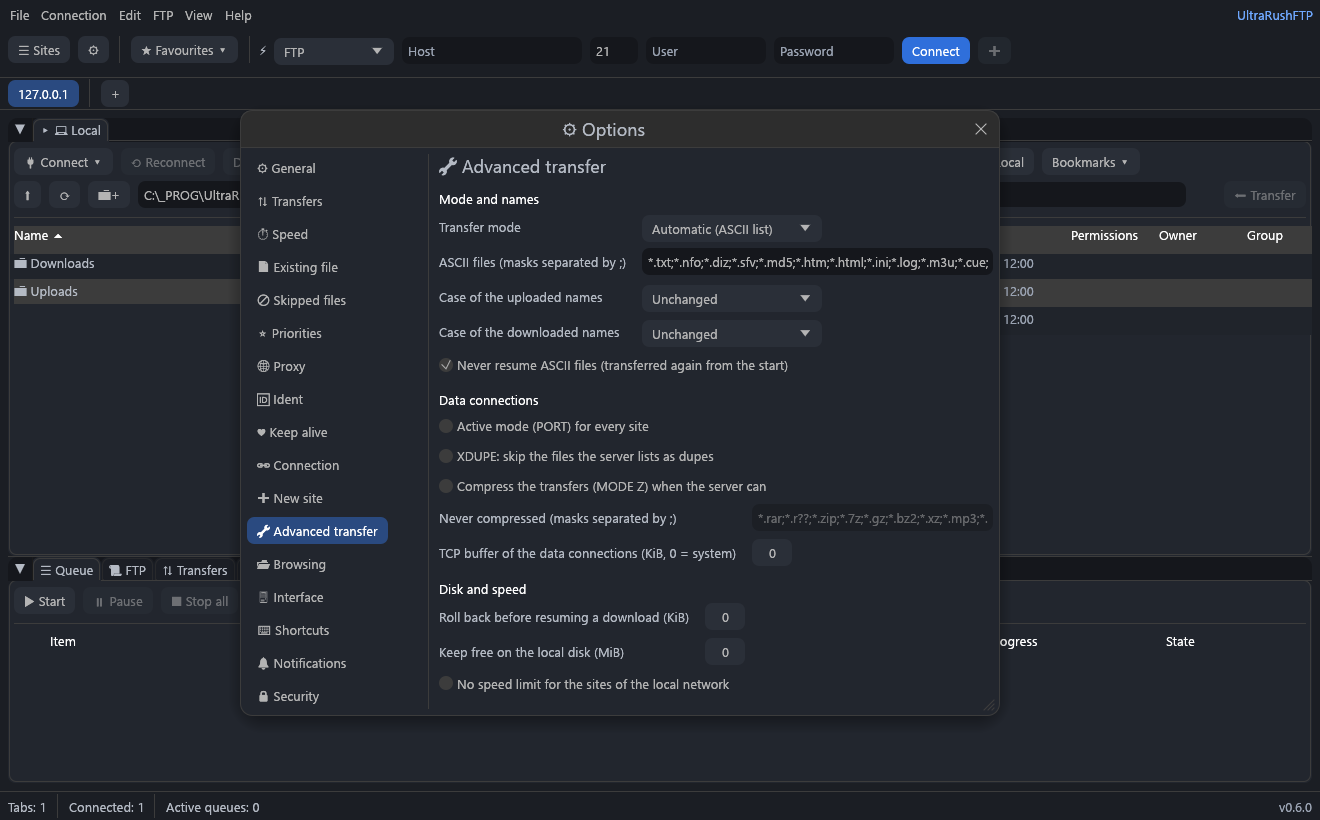 File Connection Edit FTP View Help UltraRushFTP
Sites Favourites FTP Host 21 User Password Connect +
127.0.0.1 +
Local
Options
Connect Reconnect D ocal Bookmarks
C:\_PROG\UltraR Transfer
Name Permissions Owner Group
Downloads 12:00
Uploads 12:00
12:00
General
Transfers
Speed
Existing file
Skipped files
Priorities
Proxy
ID Ident
Keep alive
Connection
New site
Advanced transfer
Browsing
Interface
Shortcuts
Notifications
Security
Advanced transfer
Mode and names
Transfer mode Automatic (ASCII list)
ASCII files (masks separated by ;) *.txt;*.nfo;*.diz;*.sfv;*.md5;*.htm;*.html;*.ini;*.log;*.m3u;*.cue;
Case of the uploaded names Unchanged
Case of the downloaded names Unchanged
Never resume ASCII files (transferred again from the start)
Data connections
Active mode (PORT) for every site
XDUPE: skip the files the server lists as dupes
Compress the transfers (MODE Z) when the server can
Never compressed (masks separated by ;) *.rar;*.r??;*.zip;*.7z;*.gz;*.bz2;*.xz;*.mp3;*.
TCP buffer of the data connections (KiB, 0 = system) 0
Disk and speed
Roll back before resuming a download (KiB) 0
Keep free on the local disk (MiB) 0
No speed limit for the sites of the local network
Queue FTP Transfers
Start Pause Stop all
Item ogress State
Tabs: 1 Connected: 1 Active queues: 0 v0.6.0